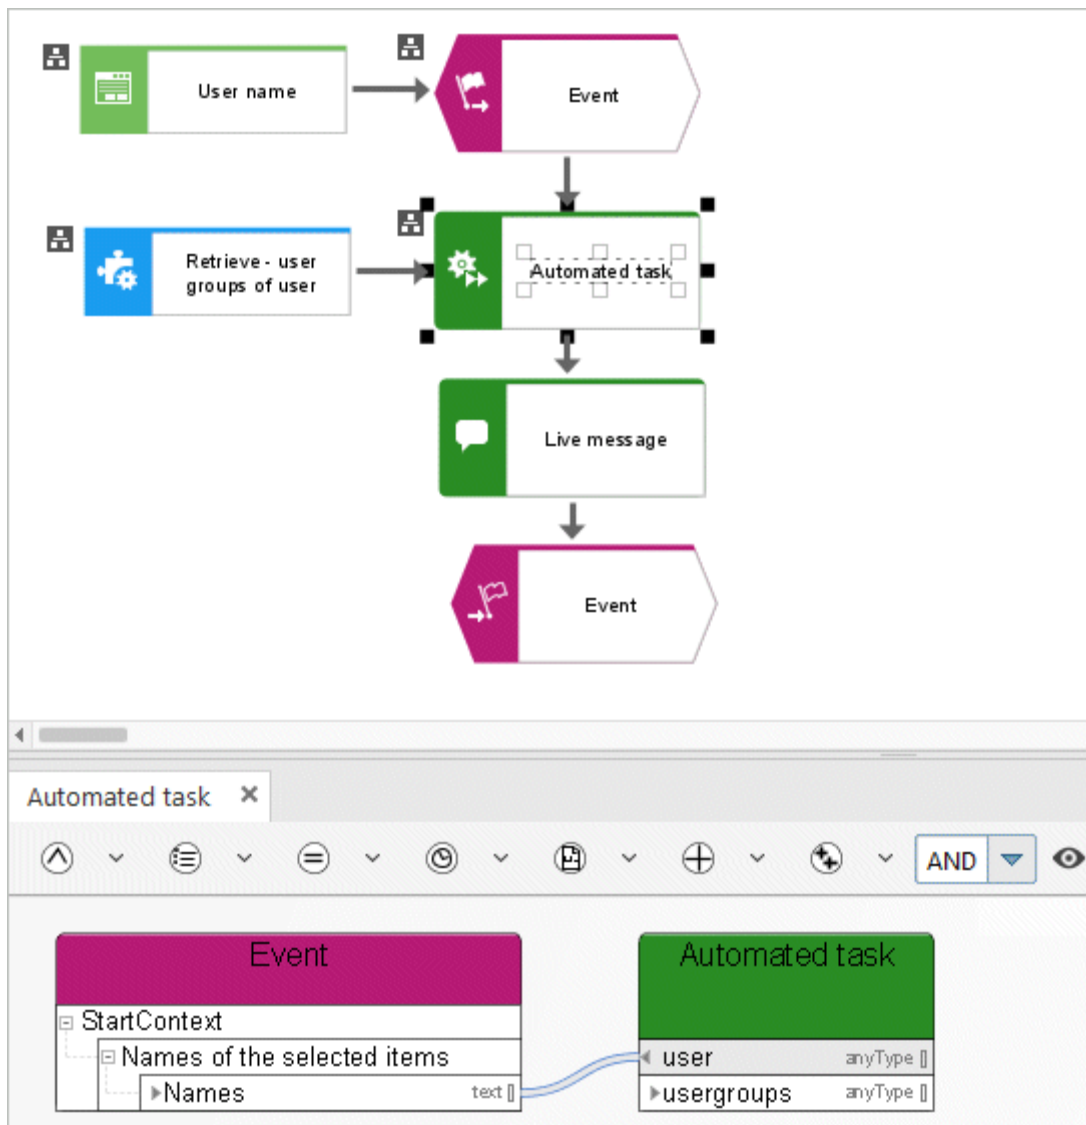 User name
Event
Retrieve - user
groups of user
Automated task
Live message
Event
Automated task
AND
Event
Automated task
StartContext
Names of the selected items
user anyType []
Names text []
usergroups anyType []